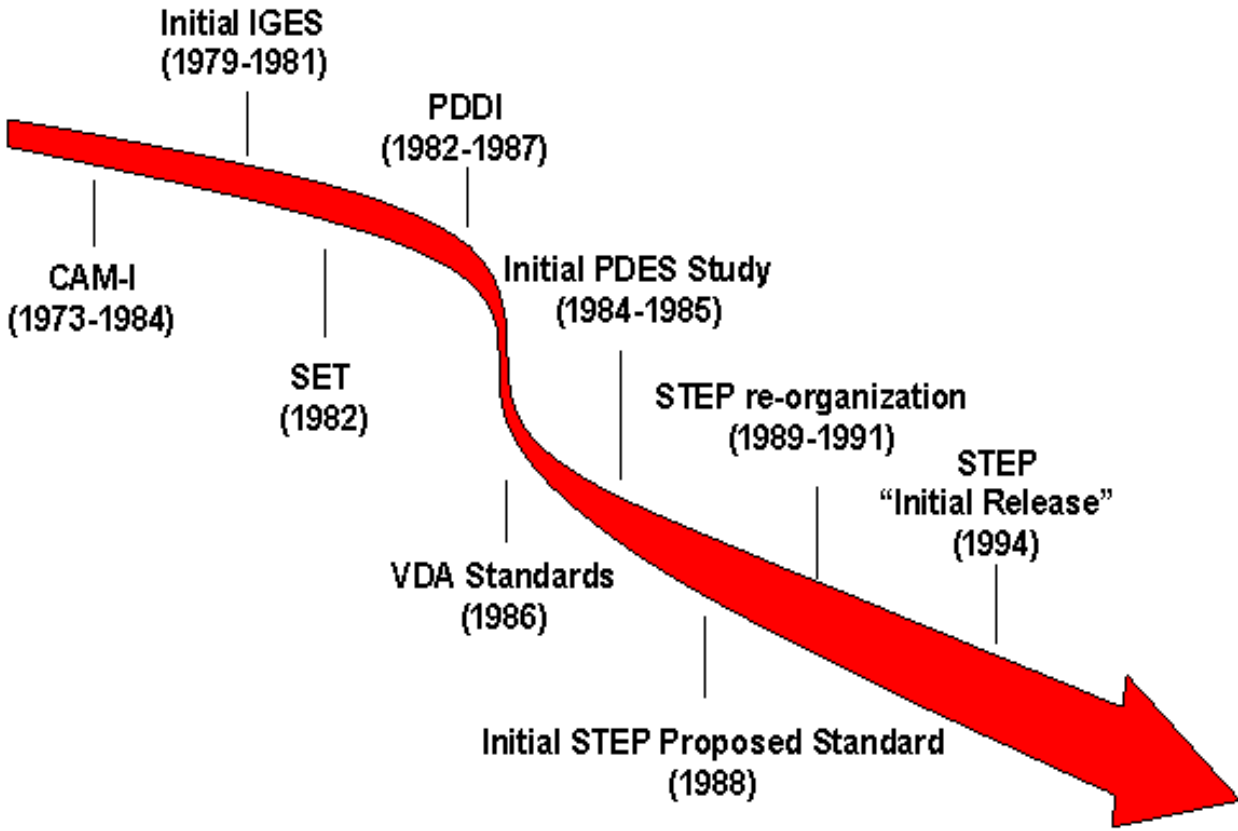 Initial IGES
(1979-1981)
PDDI
(1982-1987)
CAM-I
(1973-1984)
Initial PDES Study
(1984-1985)
SET
(1982)
STEP re-organization
(1989-1991)
STEP
“Initial Release”
(1994)
VDA Standards
(1986)
Initial STEP Proposed Standard
(1988)